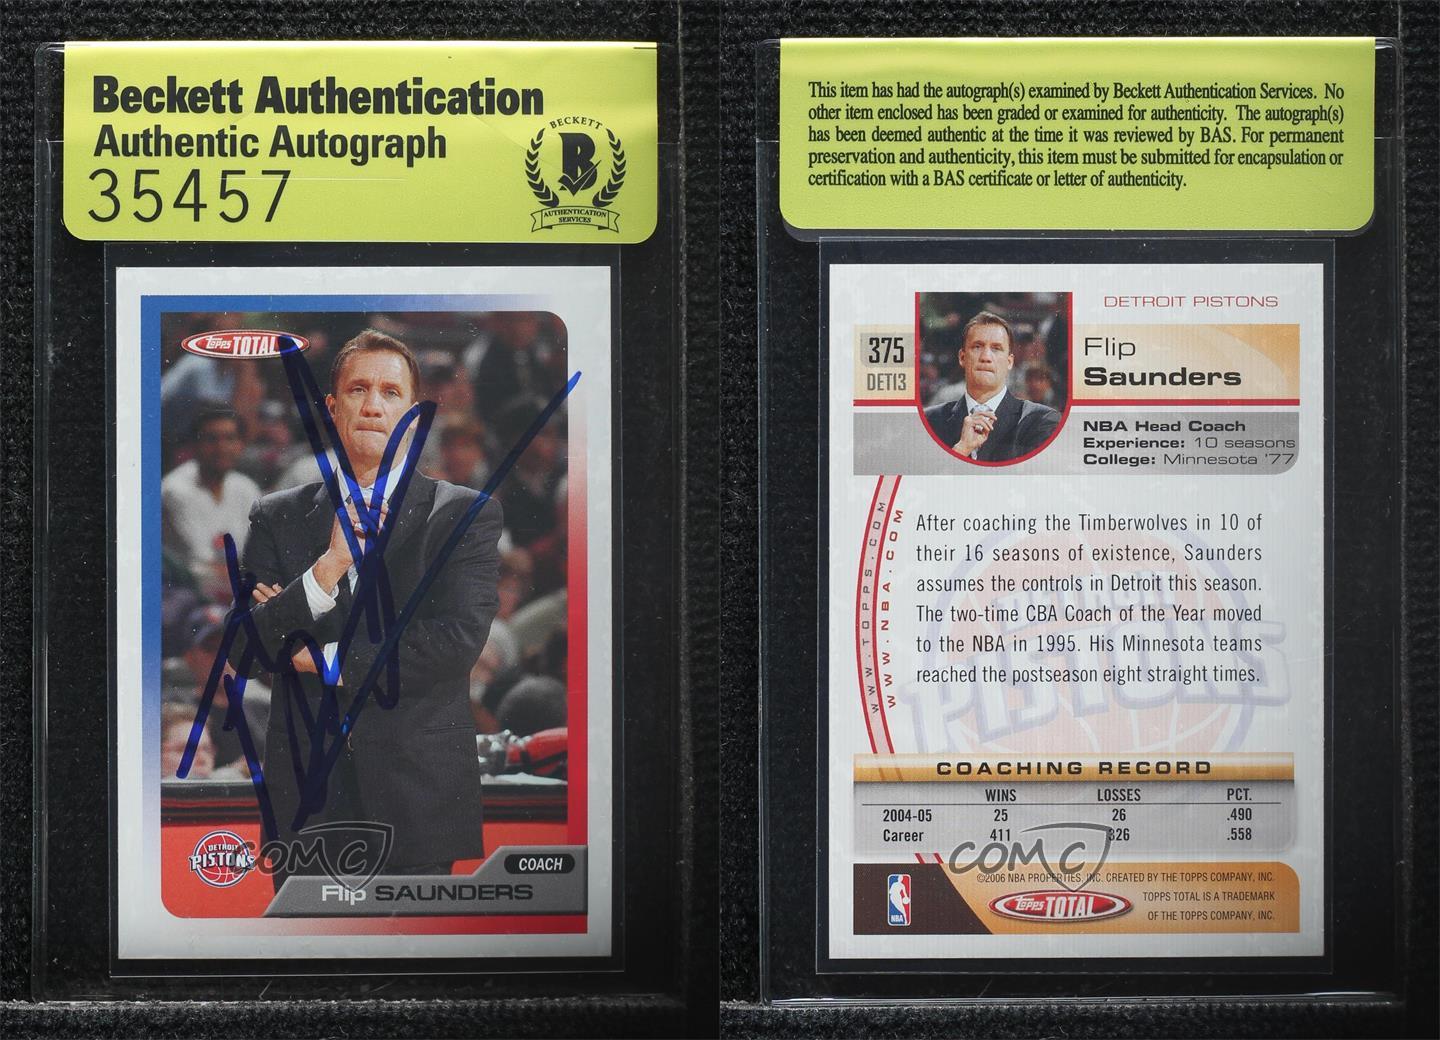 Beckett Authentication
Authentic Autograph
35457
BECKETT
B
AUTHENTICATION
SERVICES
Topps TOTAL
DETROIT
PISTONS
COMC
COACH
Flip SAUNDERS
This item has had the autograph(s) examined by Beckett Authentication Services. No
other item enclosed has been graded or examined for authenticity. The autograph(s)
has been deemed authentic at the time it was reviewed by BAS. For permanent
preservation and authenticity, this item must be submitted for encapsulation or
certification with a BAS certificate or letter of authenticity.
DETROIT PISTONS
375
DET13
Flip
Saunders
NBA Head Coach
Experience: 10 seasons
College: Minnesota '77
WWW.TOPPS.COM
WWW.NBA.COM
After coaching the Timberwolves in 10 of
their 16 seasons of existence, Saunders
assumes the controls in Detroit this season.
The two-time CBA Coach of the Year moved
to the NBA in 1995. His Minnesota teams
reached the postseason eight straight times.
DETROIT
PISTONS
COACHING RECORD
WINS LOSSES PCT.
2004-05 25 26 .490
Career 411 326 .558
COMC
©2006 NBA PROPERTIES, INC. CREATED BY THE TOPPS COMPANY, INC.
NBA
Topps TOTAL
TOPPS TOTAL IS A TRADEMARK
OF THE TOPPS COMPANY, INC.